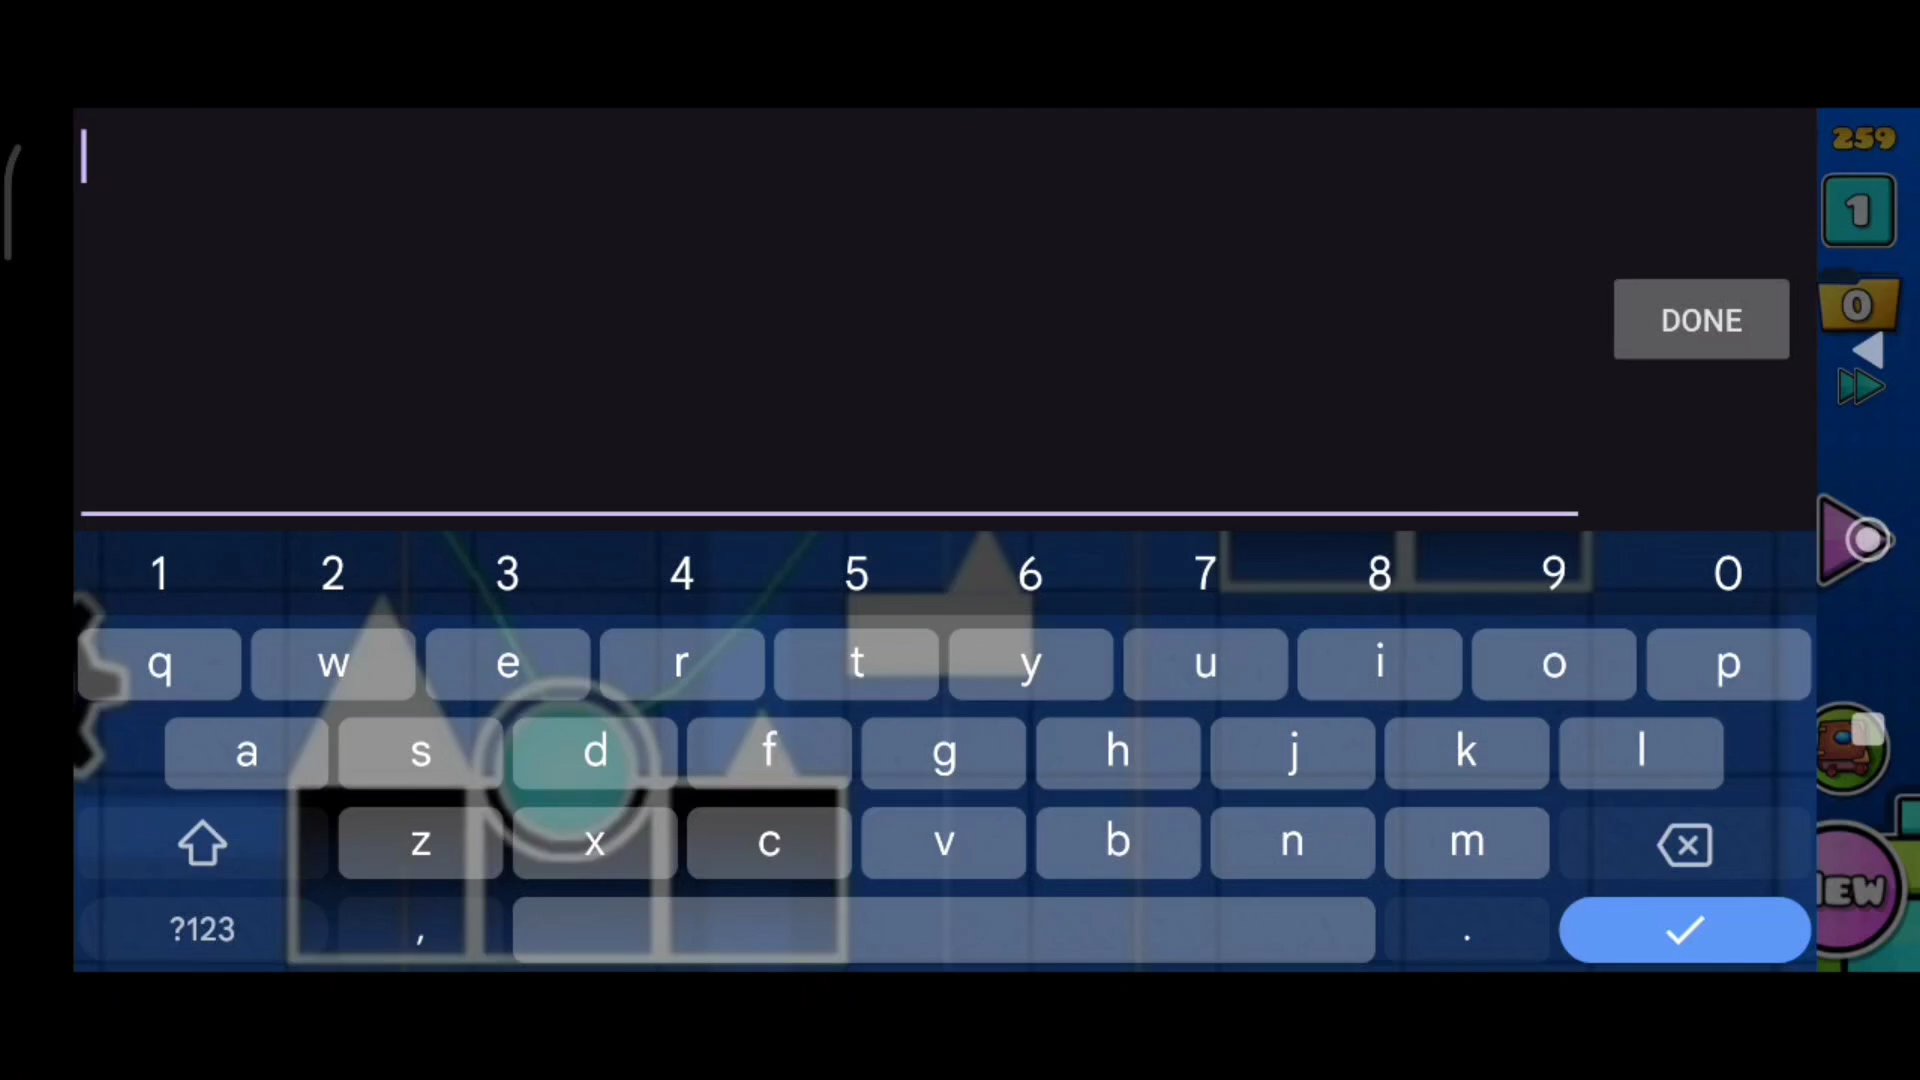 259
1
0
DONE
1 2 3 4 5 6 7 8 9 0
q w e r t y u i o p
a s d f g h j k l
z x c v b n m
?123 , .
EW